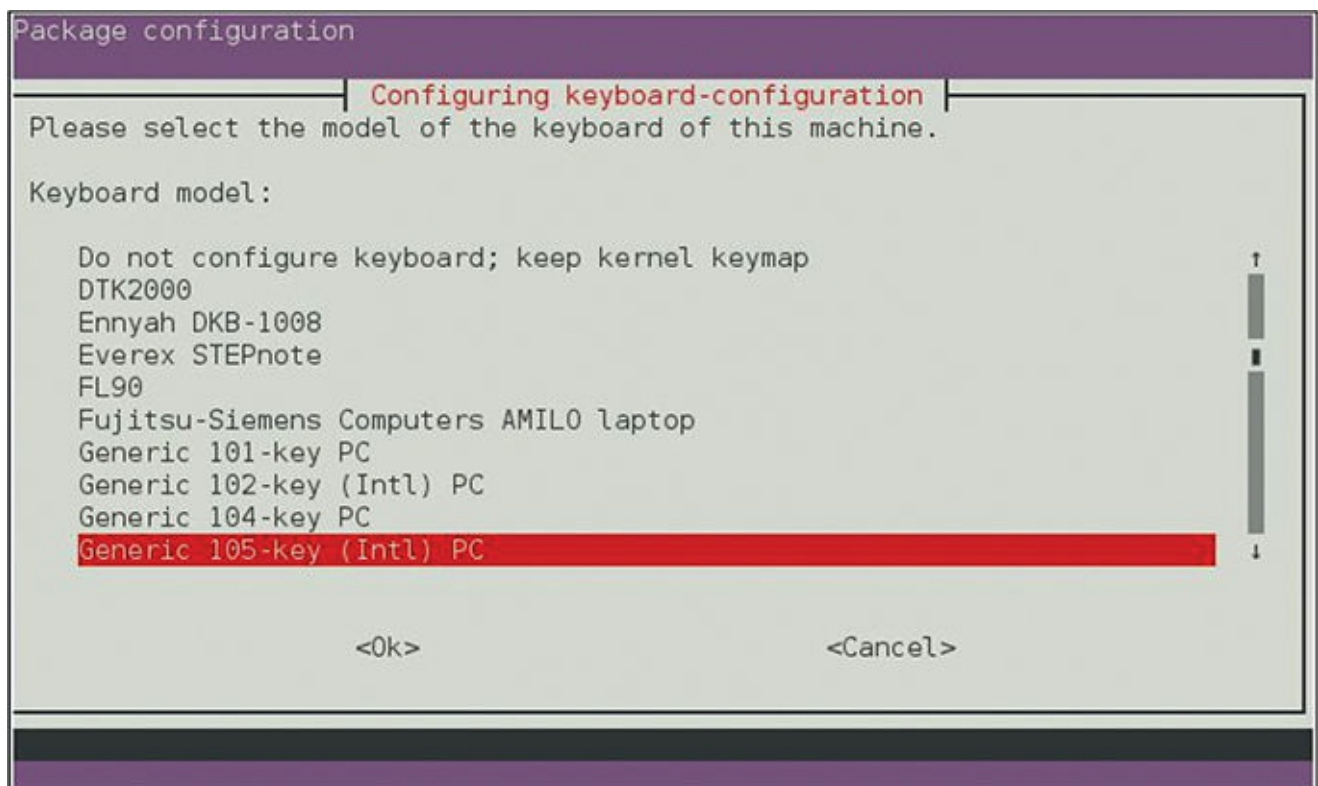 Package configuration
Configuring keyboard-configuration
Please select the model of the keyboard of this machine.
Keyboard model:
Do not configure keyboard; keep kernel keymap
DTK2000
Ennyah DKB-1008
Everex STEPnote
FL90
Fujitsu-Siemens Computers AMILO laptop
Generic 101-key PC
Generic 102-key (Intl) PC
Generic 104-key PC
Generic 105-key (Intl) PC
<Ok> <Cancel>